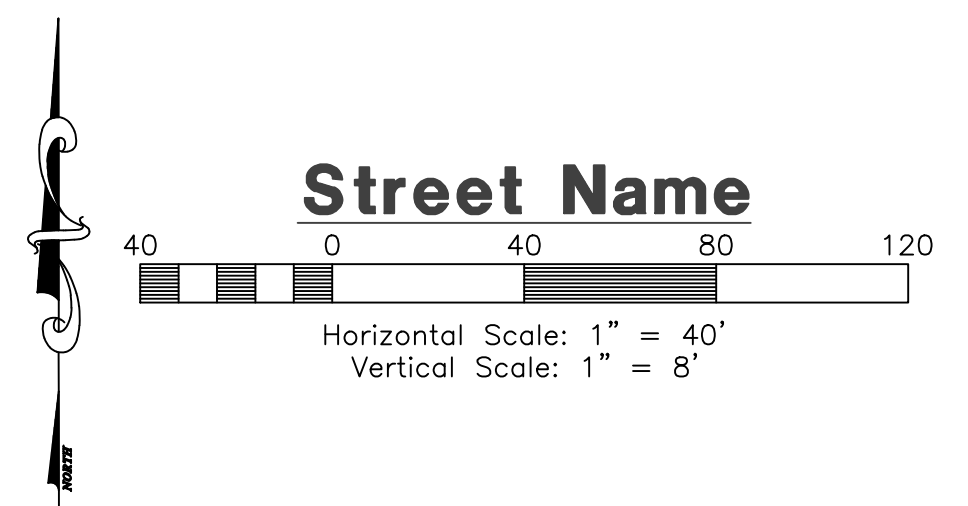 Street Name
40 0 40 80 120
Horizontal Scale: 1” = 40’
Vertical Scale: 1” = 8’
NORTH